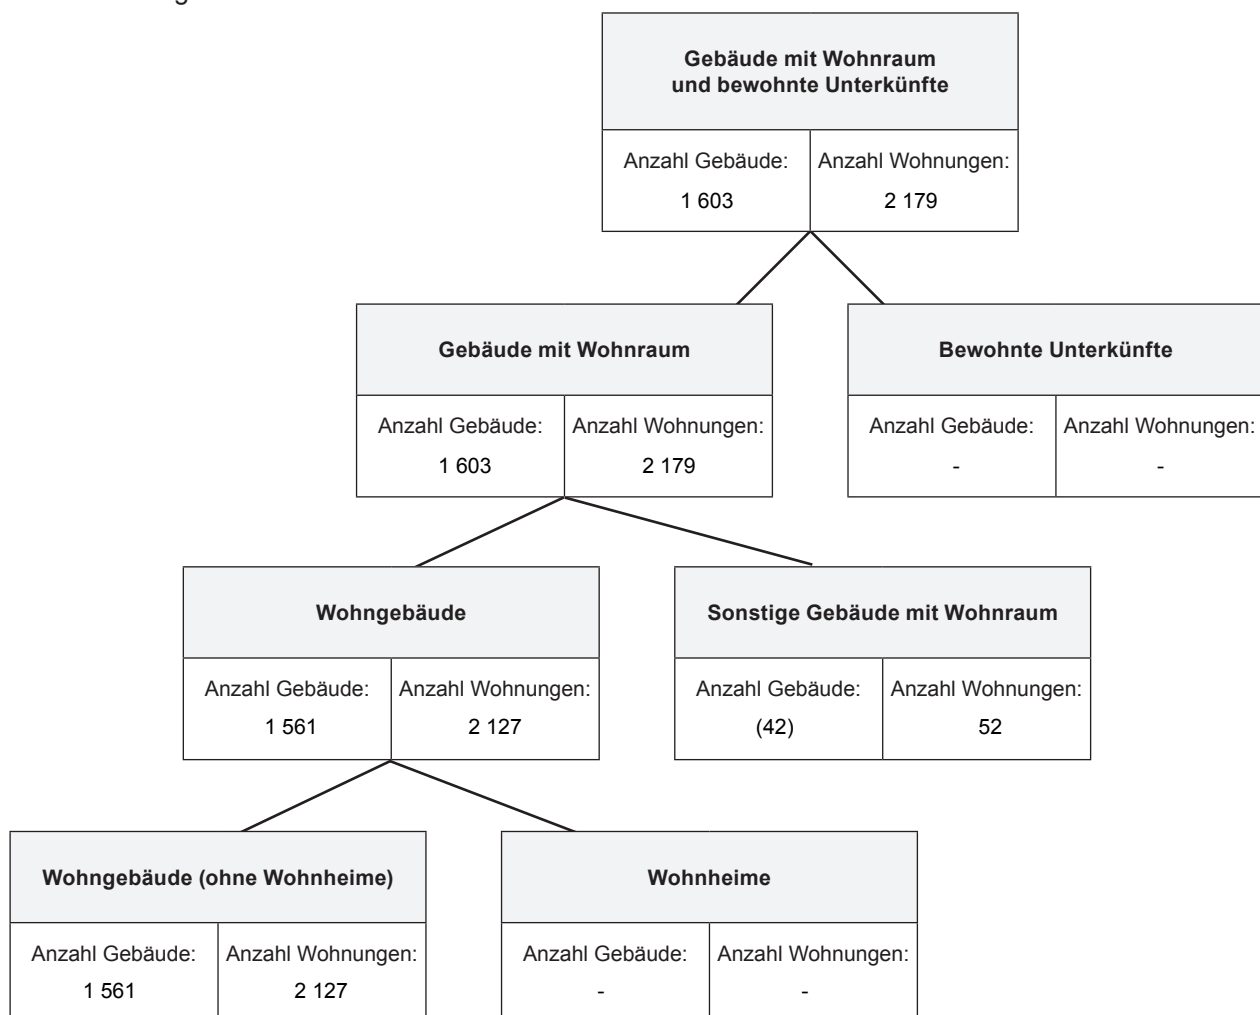 Gebäude mit Wohnraum
und bewohnte Unterkünfte
Anzahl Gebäude: Anzahl Wohnungen:
1 603 2 179
Gebäude mit Wohnraum Bewohnte Unterkünfte
Anzahl Gebäude: Anzahl Wohnungen: Anzahl Gebäude: Anzahl Wohnungen:
1 603 2 179 - -
Wohngebäude Sonstige Gebäude mit Wohnraum
Anzahl Gebäude: Anzahl Wohnungen: Anzahl Gebäude: Anzahl Wohnungen:
1 561 2 127 (42) 52
Wohngebäude (ohne Wohnheime) Wohnheime
Anzahl Gebäude: Anzahl Wohnungen: Anzahl Gebäude: Anzahl Wohnungen:
1 561 2 127 - -